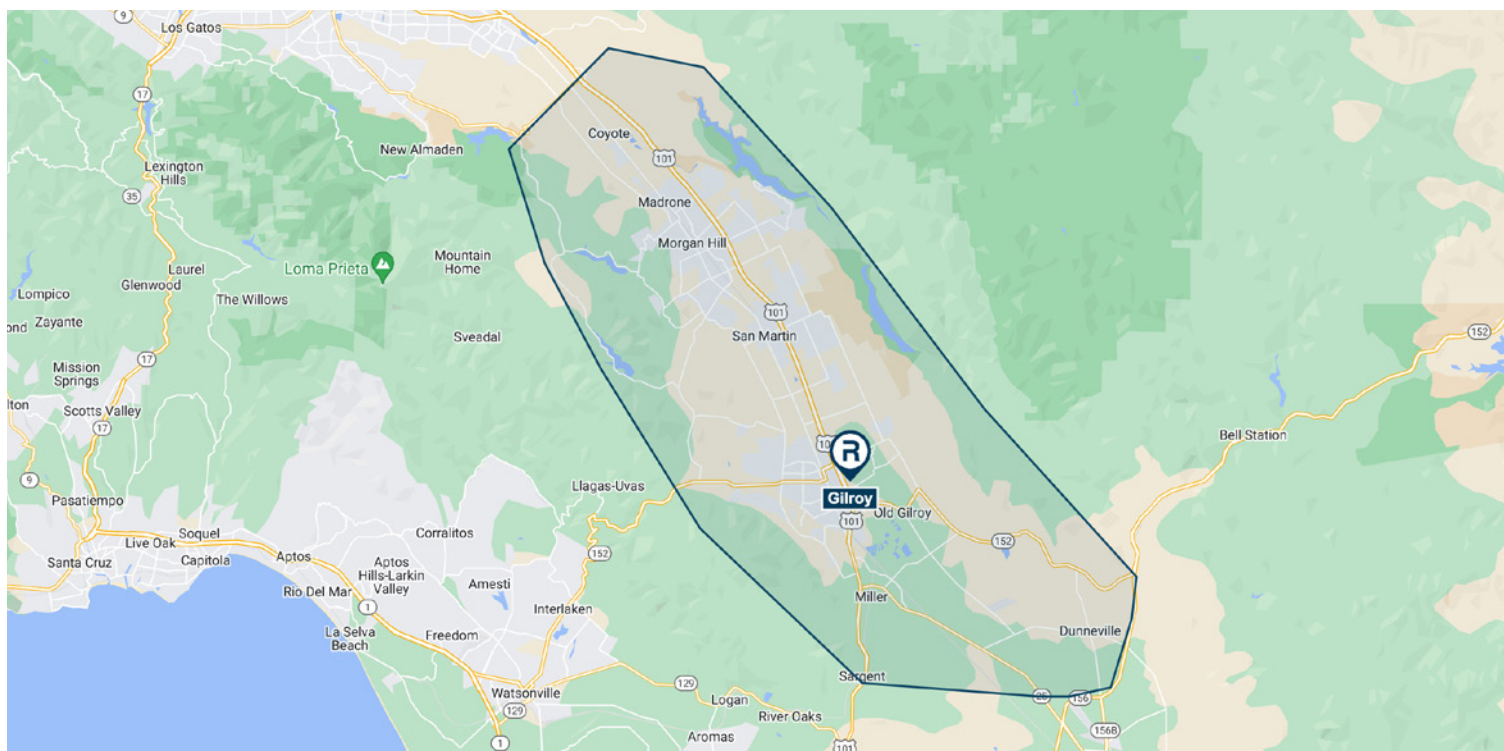 9
Los Gatos
17
Coyote
101
New Almaden
Lexington
Hills
35
Madrone
Morgan Hill
Loma Prieta
Mountain
Home
Laurel
Glenwood
Lompico
The Willows
101
ond
Zayante
Sveadal
San Martin
152
17
Mission
Springs
lton
Scotts Valley
17
Bell Station
R
Gilroy
9
Pasatiempo
Llagas-Uvas
Old Gilroy
101
Corralitos
Soquel
Live Oak
152
152
Santa Cruz
Capitola
Aptos
Aptos
Hills-Larkin
Valley
Rio Del Mar
Amesti
1
Interlaken
Miller
La Selva
Beach
Freedom
Dunneville
Sargent
129
Watsonville
25
156
Logan
129
River Oaks
156B
1
Aromas
101